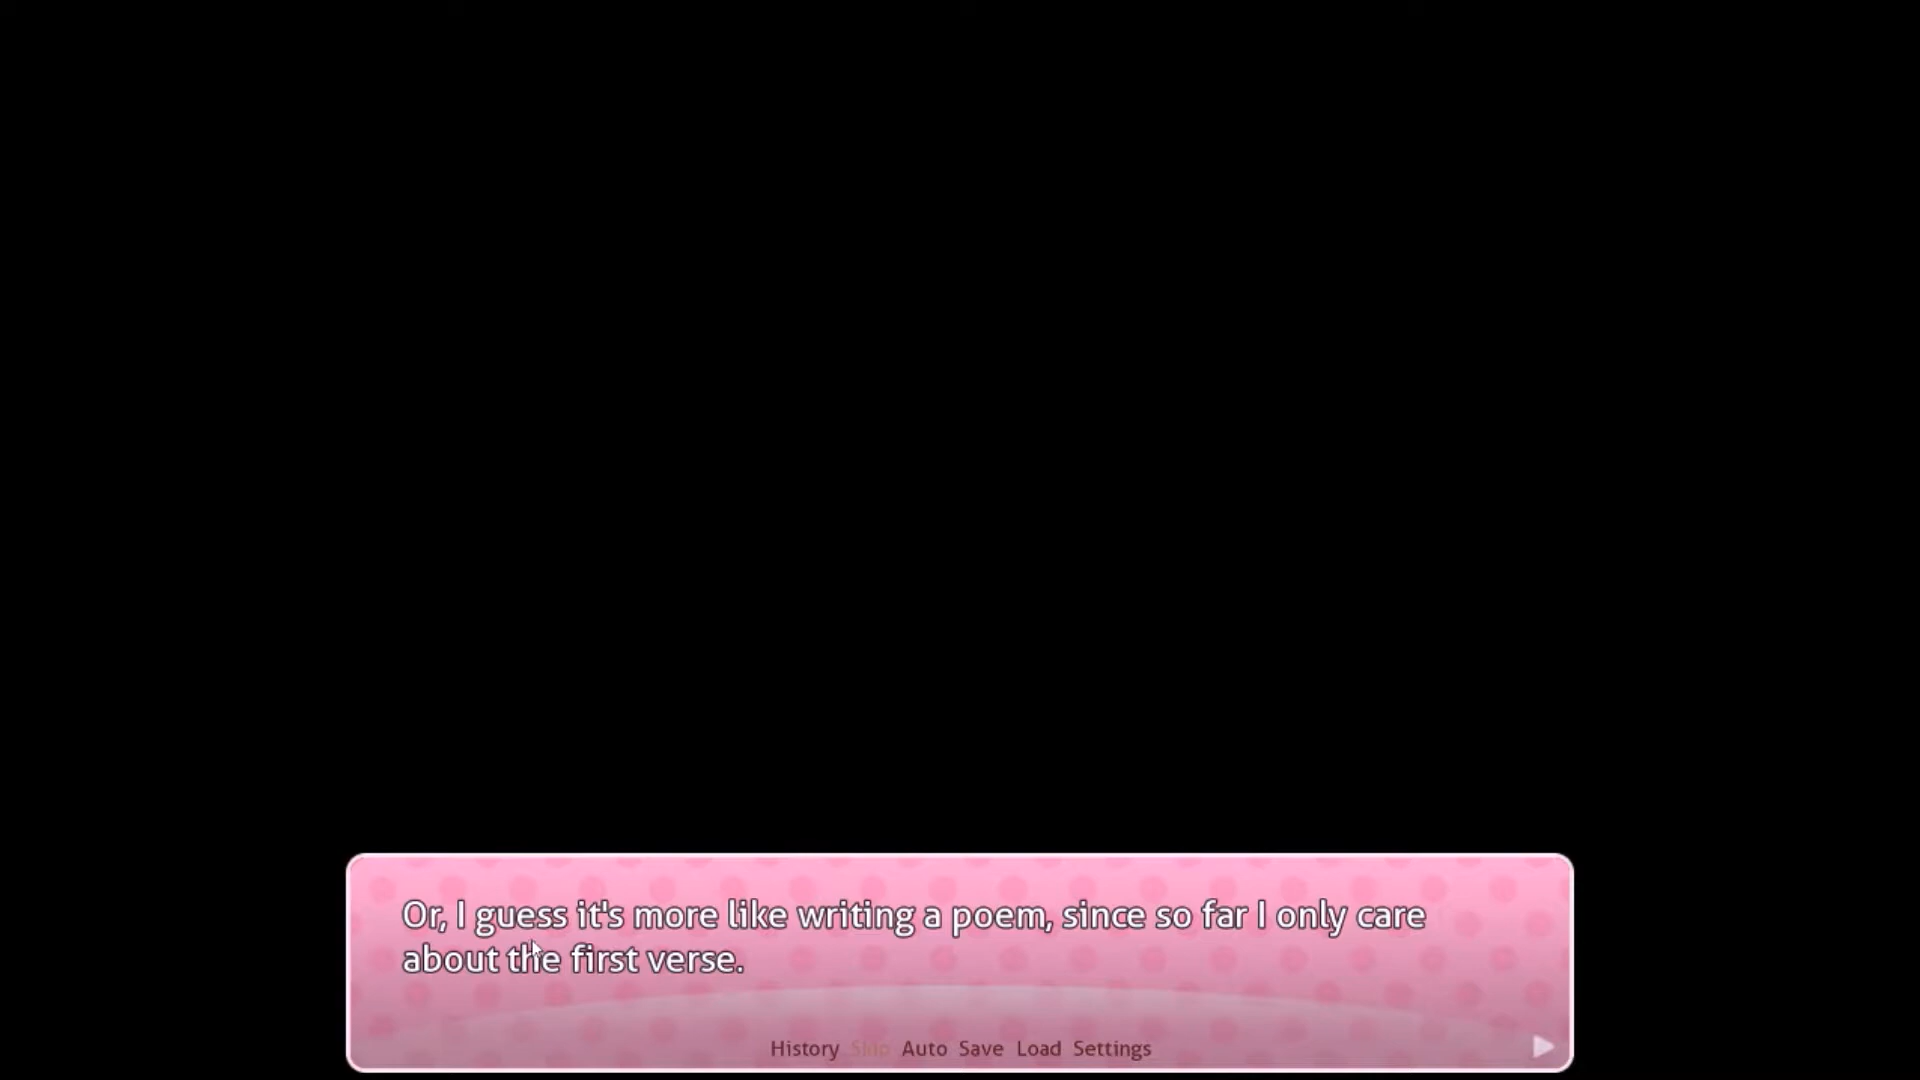 Or, I guess it's more like writing a poem, since so far I only care
about the first verse.
History Skip Auto Save Load Settings